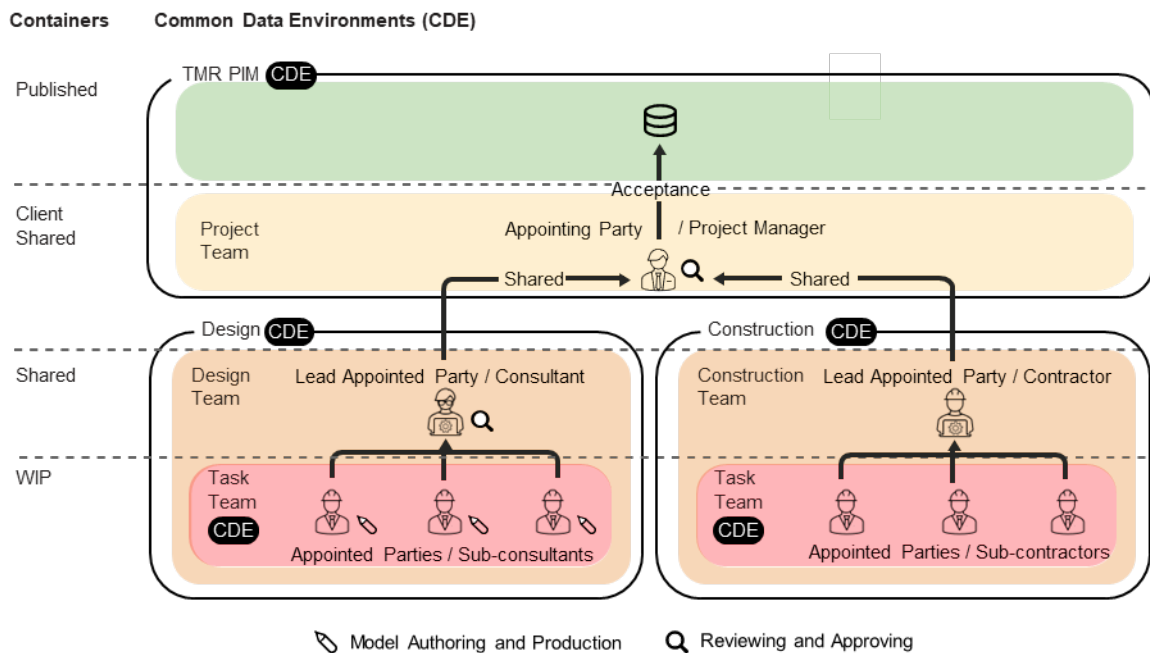 Containers
Common Data Environments (CDE)
TMR PIM CDE
Published
Acceptance
Client
Shared
Project
Team
Appointing Party / Project Manager
Shared
Shared
Design CDE
Construction CDE
Shared
Design
Team
Lead Appointed Party / Consultant
Construction
Team
Lead Appointed Party / Contractor
WIP
Task
Team
CDE
Appointed Parties / Sub-consultants
Task
Team
CDE
Appointed Parties / Sub-contractors
Model Authoring and Production
Reviewing and Approving